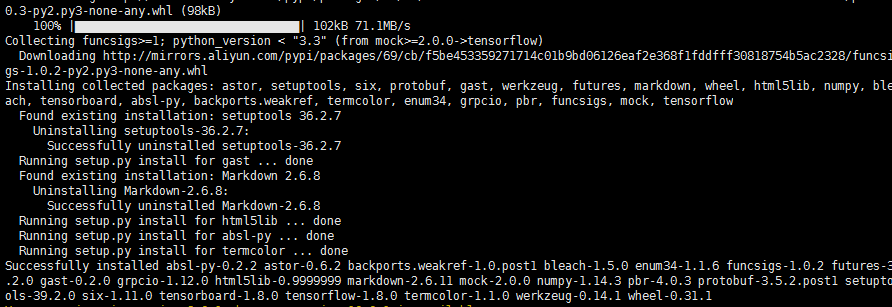 0.3-py2.py3-none-any.whl (98kB)
100% |████████████████████████████████| 102kB 71.1MB/s
Collecting funcsigs>=1; python_version < "3.3" (from mock>=2.0.0->tensorflow)
Downloading http://mirrors.aliyun.com/pypi/packages/69/cb/f5be453359271714c01b9bd06126eaf2e368f1fddfff30818754b5ac2328/funcsi
gs-1.0.2-py2.py3-none-any.whl
Installing collected packages: astor, setuptools, six, protobuf, gast, werkzeug, futures, markdown, wheel, html5lib, numpy, ble
ach, tensorboard, absl-py, backports.weakref, termcolor, enum34, grpcio, pbr, funcsigs, mock, tensorflow
Found existing installation: setuptools 36.2.7
Uninstalling setuptools-36.2.7:
Successfully uninstalled setuptools-36.2.7
Running setup.py install for gast ... done
Found existing installation: Markdown 2.6.8
Uninstalling Markdown-2.6.8:
Successfully uninstalled Markdown-2.6.8
Running setup.py install for html5lib ... done
Running setup.py install for absl-py ... done
Running setup.py install for termcolor ... done
Successfully installed absl-py-0.2.2 astor-0.6.2 backports.weakref-1.0.post1 bleach-1.5.0 enum34-1.1.6 funcsigs-1.0.2 futures-3
.2.0 gast-0.2.0 grpcio-1.12.0 html5lib-0.9999999 markdown-2.6.11 mock-2.0.0 numpy-1.14.3 pbr-4.0.3 protobuf-3.5.2.post1 setupto
ols-39.2.0 six-1.11.0 tensorboard-1.8.0 tensorflow-1.8.0 termcolor-1.1.0 werkzeug-0.14.1 wheel-0.31.1